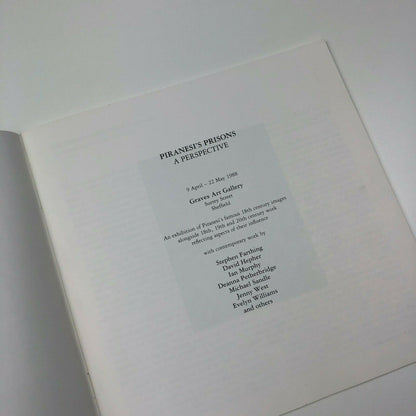 PIRANESI'S PRISONS
A PERSPECTIVE
9 April – 22 May 1988
Graves Art Gallery
Surrey Street
Sheffield
An exhibition of Piranesi's famous 18th century images
alongside 18th, 19th and 20th century work
reflecting aspects of their influence
with contemporary work by
Stephen Farthing
David Hepher
Ian Murphy
Deanna Petherbridge
Michael Sandle
Jenny West
Evelyn Williams
and others